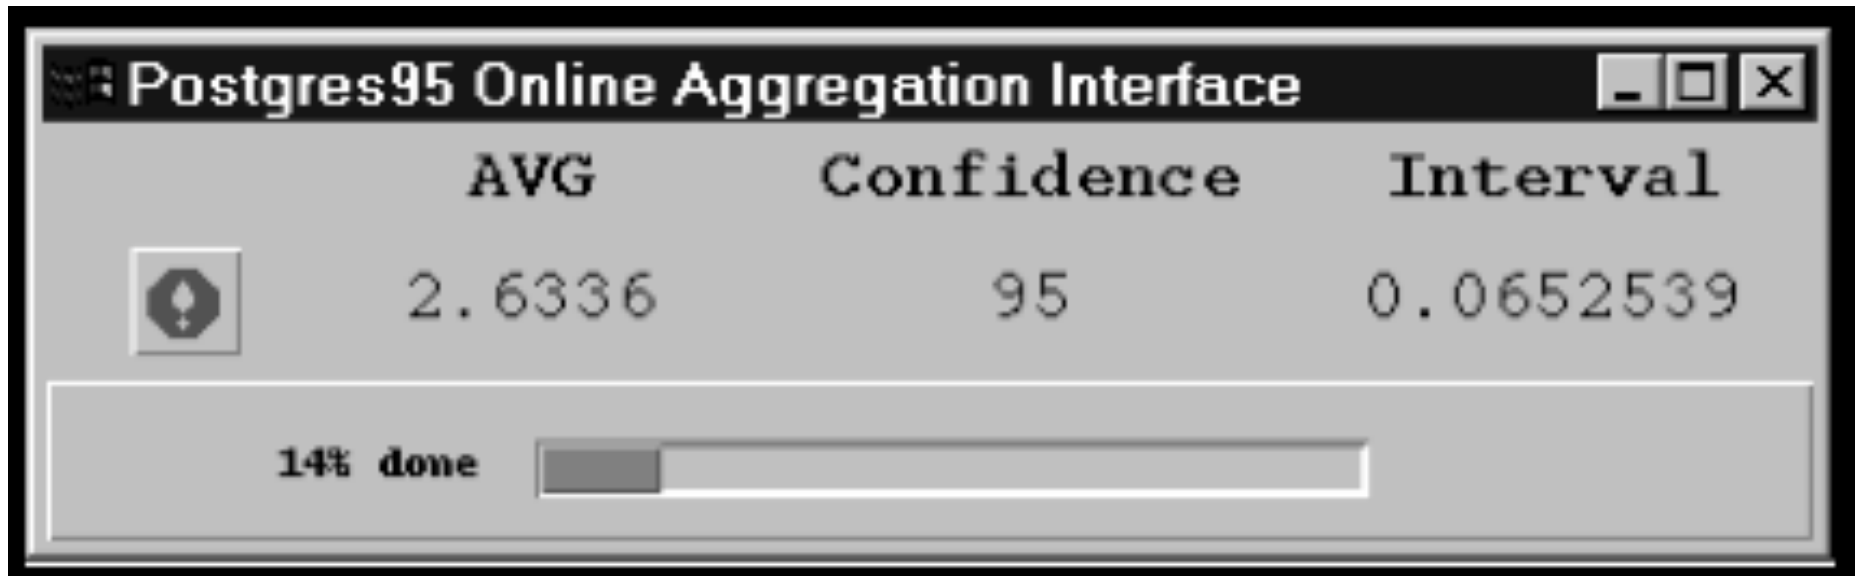 Postgres95 Online Aggregation Interface
AVG Confidence Interval
2.6336 95 0.0652539
14% done